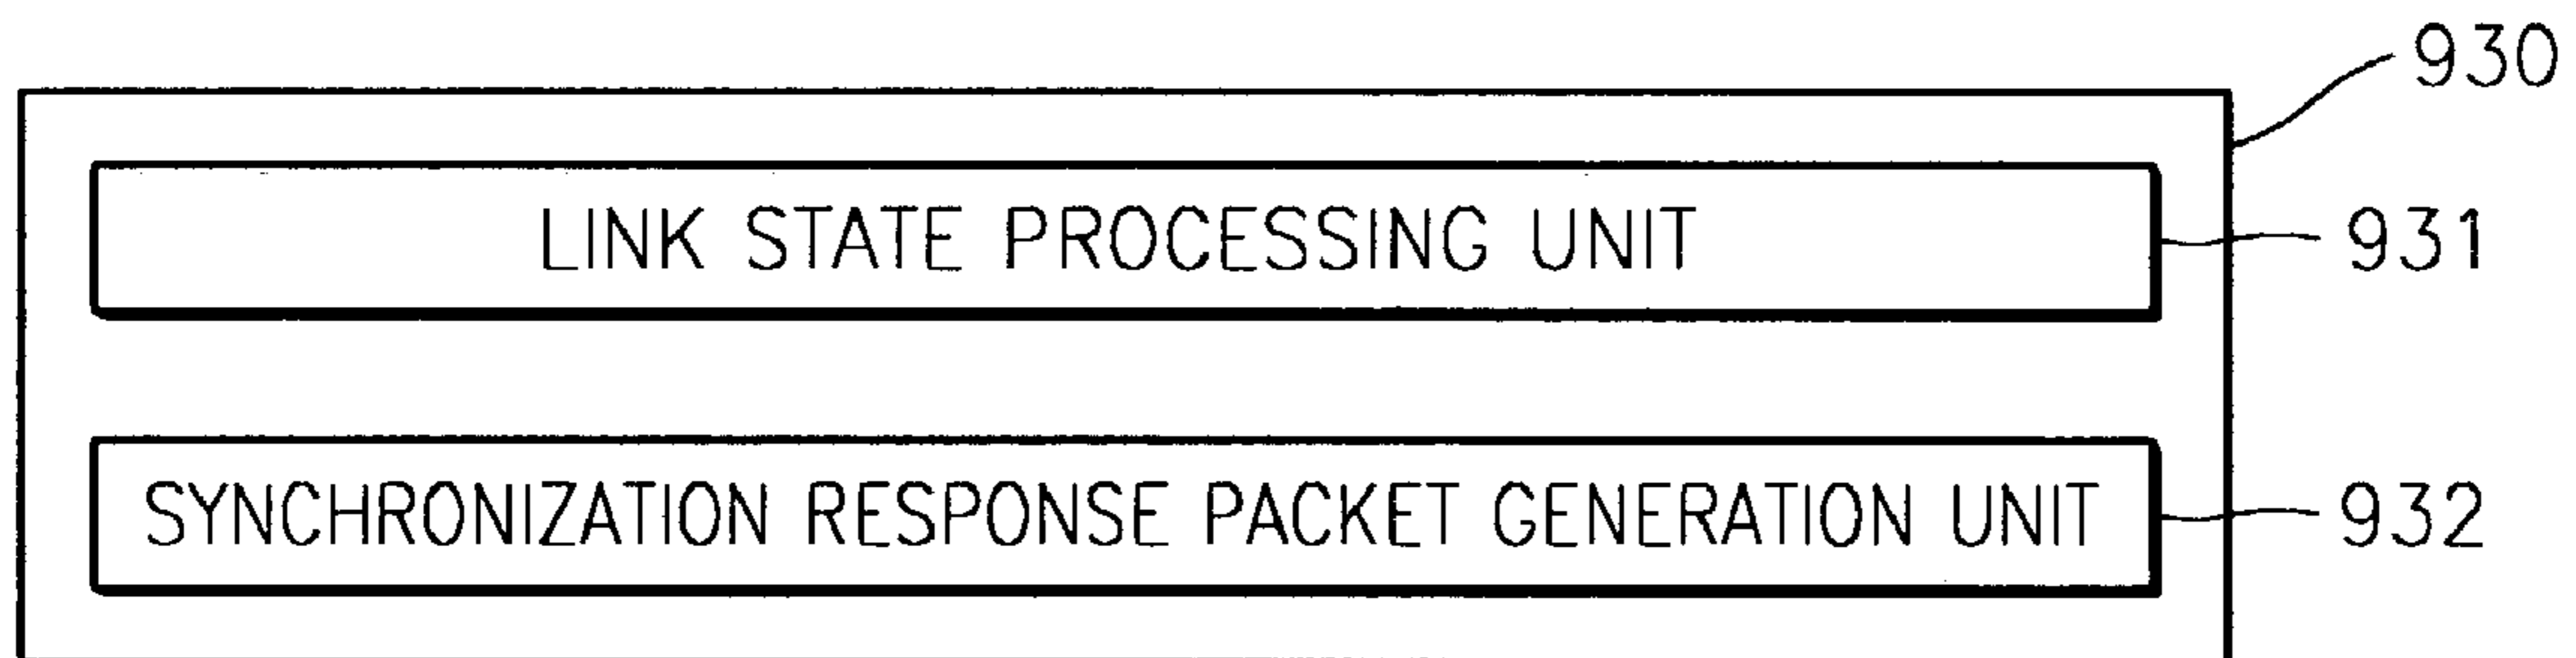 930
LINK STATE PROCESSING UNIT 931
SYNCHRONIZATION RESPONSE PACKET GENERATION UNIT 932